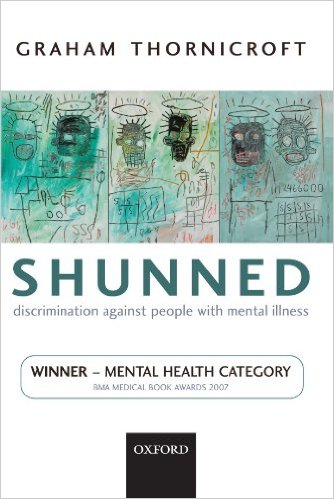 GRAHAM THORNICROFT
SHUNNED
discrimination against people with mental illness
WINNER – MENTAL HEALTH CATEGORY
BMA MEDICAL BOOK AWARDS 2007
OXFORD